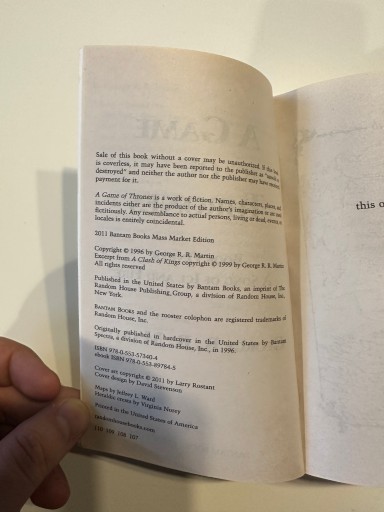 A GAME
Sale of this book without a cover may be unauthorized. If this book
is coverless, it may have been reported to the publisher as "unsold or
destroyed" and neither the author nor the publisher may have received
payment for it.
A Game of Thrones is a work of fiction. Names, characters, places, and
incidents either are the product of the author's imagination or are used
fictitiously. Any resemblance to actual persons, living or dead, events, or
locales is entirely coincidental.
2011 Bantam Books Mass Market Edition
Copyright © 1996 by George R. R. Martin
Excerpt from A Clash of Kings copyright © 1999 by George R. R. Martin
All rights reserved
Published in the United States by Bantam Books, an imprint of The
Random House Publishing Group, a division of Random House, Inc.,
New York.
BANTAM BOOKS and the rooster colophon are registered trademarks of
Random House, Inc.
Originally published in hardcover in the United States by Bantam
Spectra, a division of Random House, Inc., in 1996.
ISBN 978-0-553-57340-4
ebook ISBN 978-0-553-89784-5
Cover art copyright © 2011 by Larry Rostant
Cover design by David Stevenson
Maps by Jeffrey L. Ward
Heraldic crests by Virginia Norey
Printed in the United States of America
randomhousebooks.com
110 109 108 107
this o